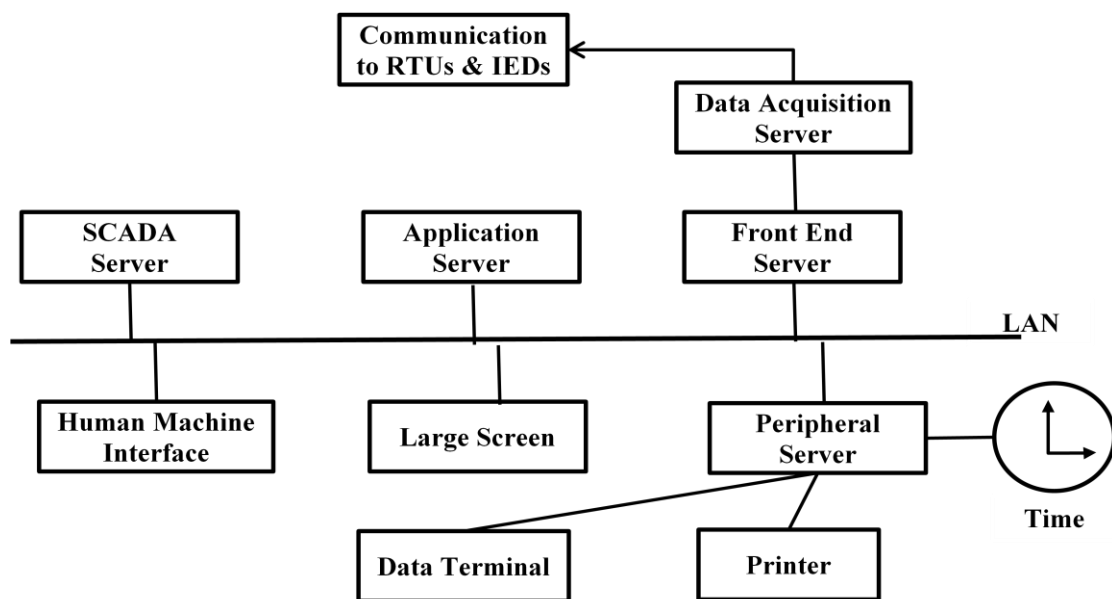 Communication
to RTUs & IEDs
Data Acquisition
Server
SCADA
Server
Application
Server
Front End
Server
LAN
Human Machine
Interface
Large Screen
Peripheral
Server
Time
Data Terminal
Printer